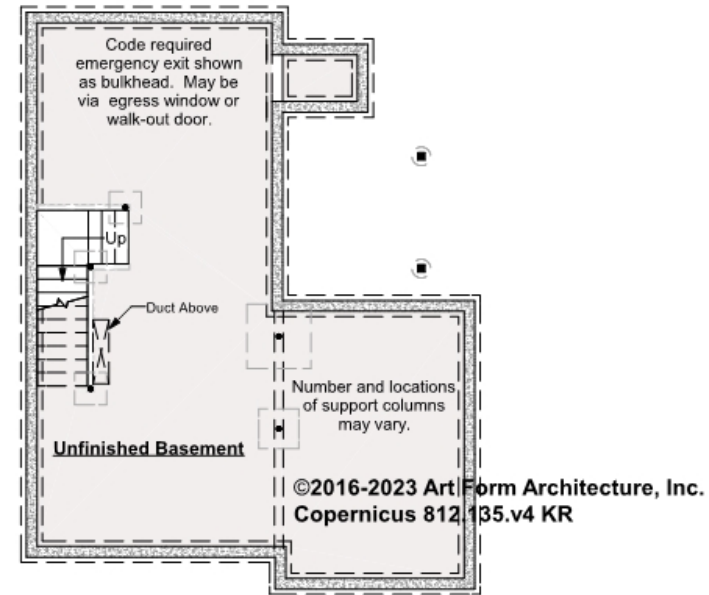 Code required
emergency exit shown
as bulkhead. May be
via egress window or
walk-out door.
Up
Duct Above
Number and locations
of support columns
may vary.
Unfinished Basement
©2016-2023 Art Form Architecture, Inc.
Copernicus 812.135.v4 KR